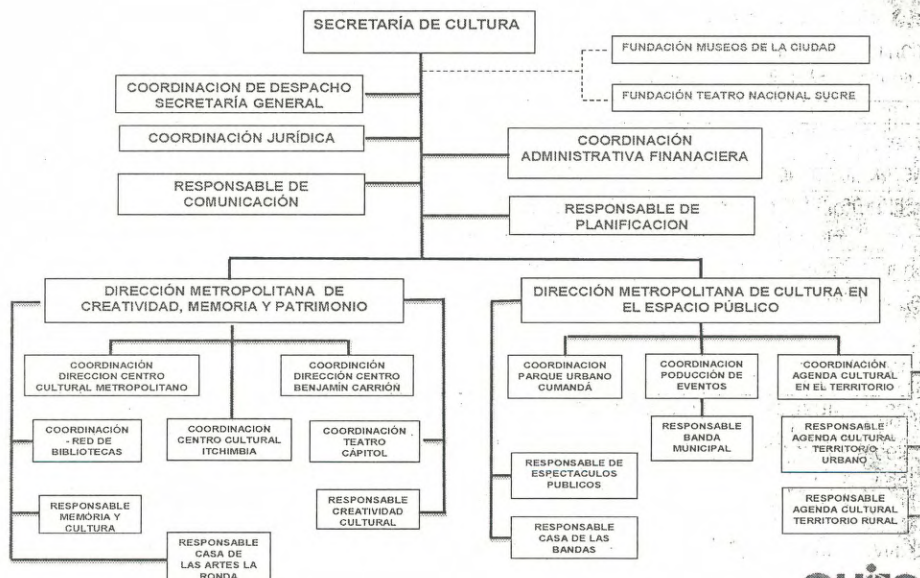 SECRETARÍA DE CULTURA
FUNDACIÓN MUSEOS DE LA CIUDAD
FUNDACIÓN TEATRO NACIONAL SUCRE
COORDINACION DE DESPACHO
SECRETARÍA GENERAL
COORDINACIÓN JURÍDICA
COORDINACIÓN
ADMINISTRATIVA FINANACIERA
RESPONSABLE DE
COMUNICACIÓN
RESPONSABLE DE
PLANIFICACION
DIRECCIÓN METROPOLITANA DE
CREATIVIDAD, MEMORIA Y PATRIMONIO
DIRECCIÓN METROPOLITANA DE CULTURA EN
EL ESPACIO PÚBLICO
COORDINACIÓN
DIRECCION CENTRO
CULTURAL METROPOLITANO
COORDINCIÓN
DIRECCIÓN CENTRO
BENJAMÍN CARRIÓN
COORDINACION
PARQUE URBANO
CUMANDÁ
COORDINACION
PODUCCIÓN DE
EVENTOS
COORDINACIÓN
AGENDA CULTURAL
EN EL TERRITORIO
COORDINACIÓN
- RED DE
BIBLIOTECAS
COORDINACION
CENTRO CULTURAL
ITCHIMBIA
COORDINACIÓN
TEATRO
CÁPITOL
RESPONSABLE
BANDA
MUNICIPAL
RESPONSABLE
AGENDA CULTURAL
TERRITORIO
URBANO
RESPONSABLE DE
ESPECTACULOS
PUBLICOS
RESPONSABLE
MEMÓRIA Y
CULTURA
RESPONSABLE
CREATIVIDAD
CULTURAL
RESPONSABLE
AGENDA CULTURAL
TERRITORIO RURAL
RESPONSABLE
CASA DE LAS
BANDAS
RESPONSABLE
CASA DE
LAS ARTES LA
RONDA